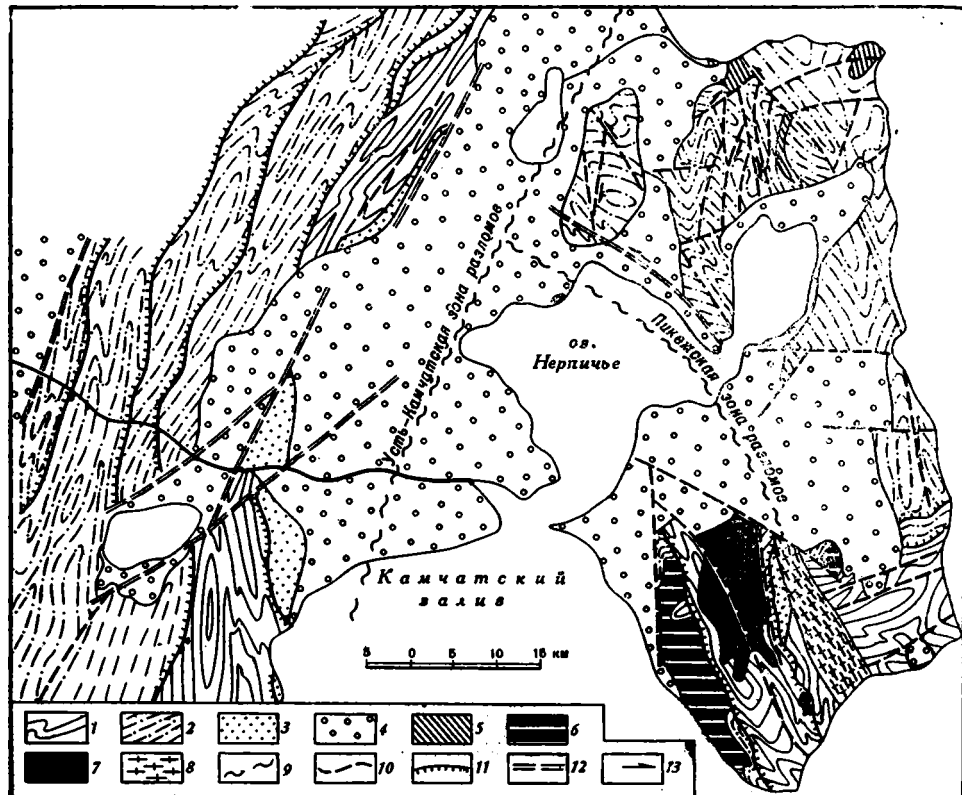 Усть-Камчатская зона разломов
оз.
Нерпичье
Пикежская зона разломов
Камчатский
залив
5 0 5 10 15 км
1 2 3 4 5 6
7 8 9 10 11 12 13